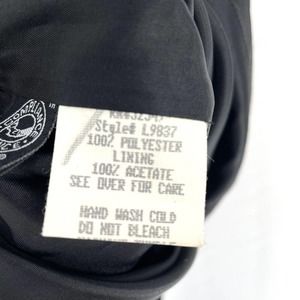 Style# L9837
100% POLYESTER
LINING
100% ACETATE
SEE OVER FOR CARE
HAND WASH COLD
DO NOT BLEACH